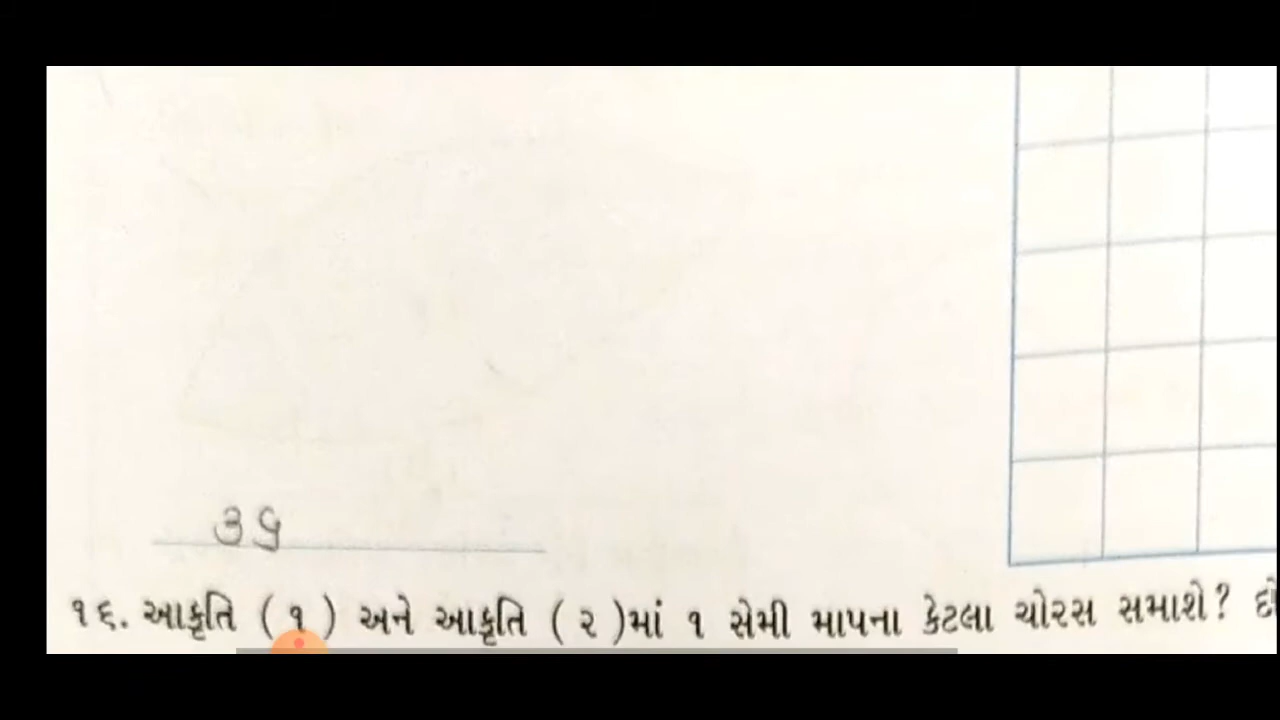 ૩૬
૧૬. આકૃતિ ( ૧ ) અને આકૃતિ ( ૨ )માં ૧ સેમી માપના કેટલા ચોરસ સમાશે?